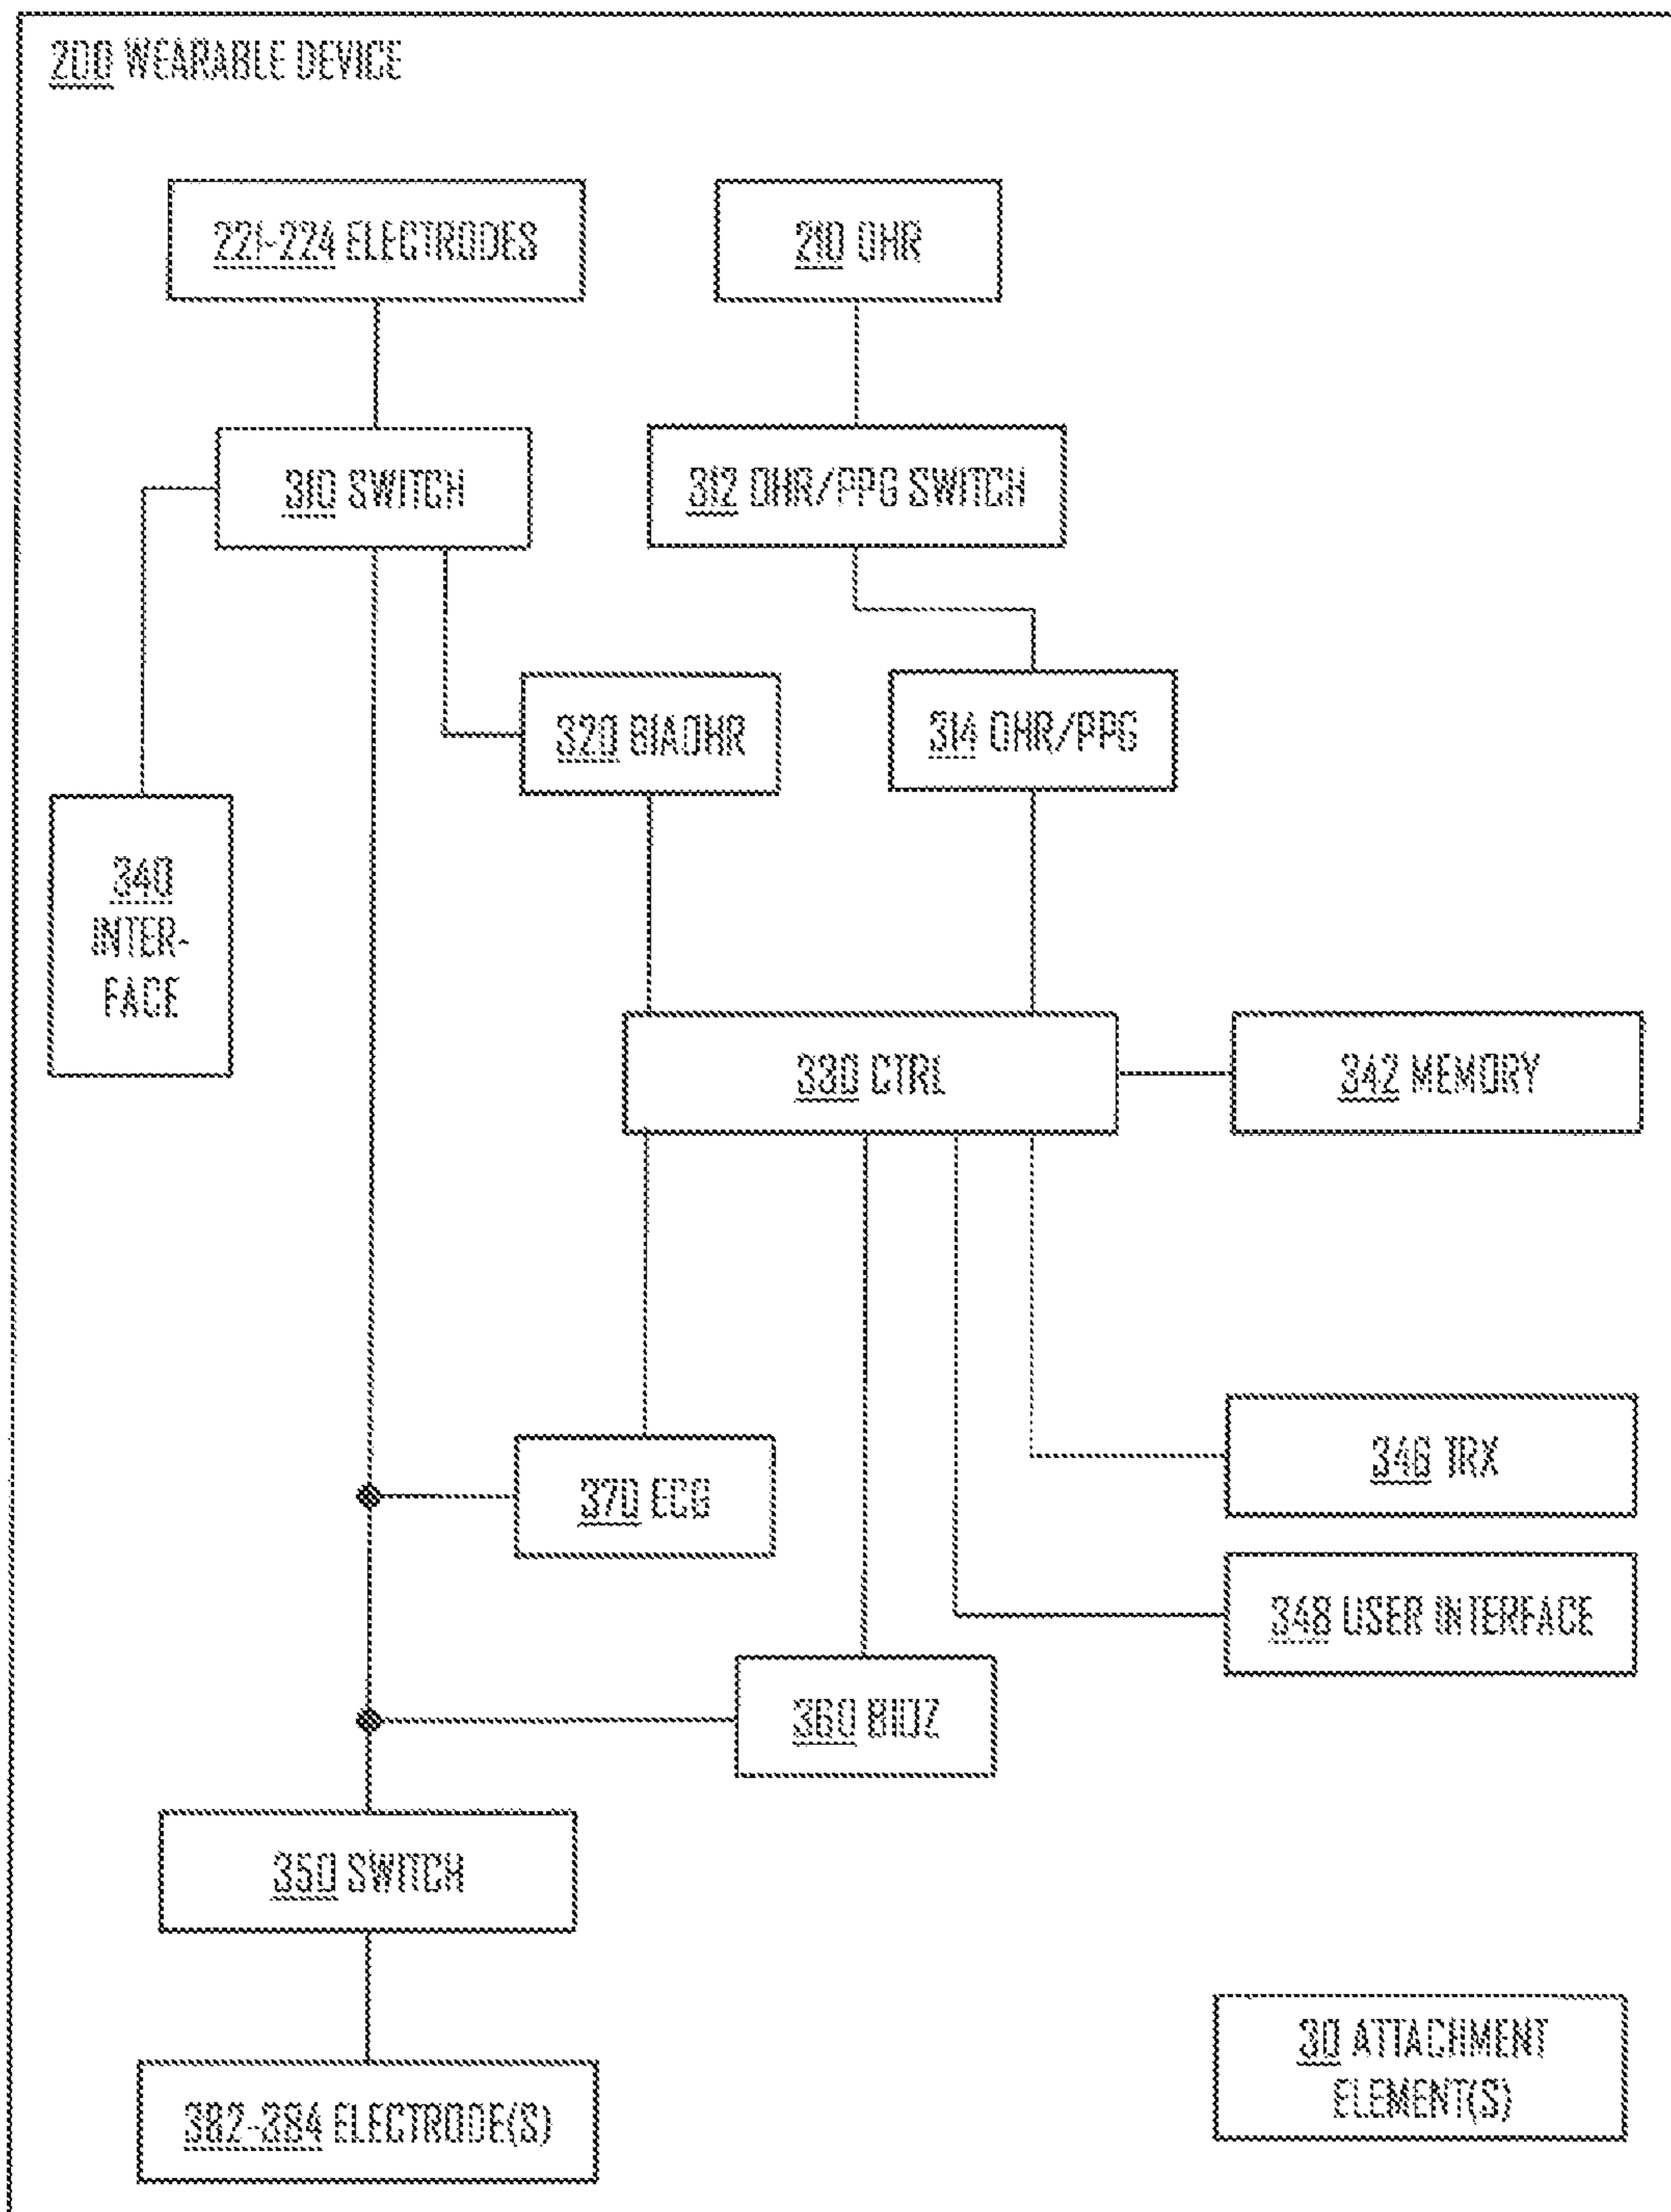 200 WEARABLE DEVICE
221-224 ELECTRODES
210 OHR
310 SWITCH
312 OHR/PPG SWITCH
320 BIAOHR
314 OHR/PPG
340
INTER-
FACE
330 CTRL
342 MEMORY
370 ECG
346 TRX
348 USER INTERFACE
360 BIOZ
350 SWITCH
30 ATTACHMENT
ELEMENT(S)
382-384 ELECTRODE(S)